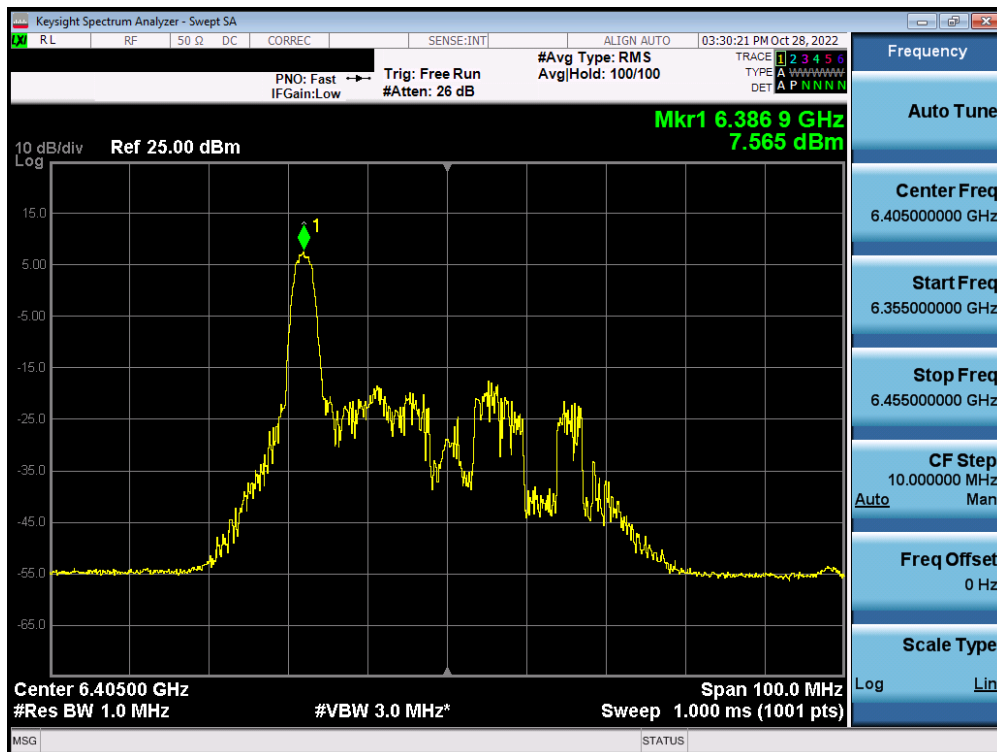 Keysight Spectrum Analyzer - Swept SA
LXI RL RF 50 Ω DC CORREC SENSE:INT ALIGN AUTO 03:30:21 PM Oct 28, 2022
Frequency
PNO: Fast
IFGain:Low
Trig: Free Run
#Atten: 26 dB
#Avg Type: RMS
Avg|Hold: 100/100
TRACE 1 2 3 4 5 6
TYPE A WWWWW
DET A P N N N N
Mkr1 6.386 9 GHz
7.565 dBm
10 dB/div
Log
Ref 25.00 dBm
15.0
5.00
-5.00
-15.0
-25.0
-35.0
-45.0
-55.0
-65.0
1
Center 6.40500 GHz
Span 100.0 MHz
#Res BW 1.0 MHz
#VBW 3.0 MHz*
Sweep 1.000 ms (1001 pts)
Auto Tune
Center Freq
6.405000000 GHz
Start Freq
6.355000000 GHz
Stop Freq
6.455000000 GHz
CF Step
10.000000 MHz
Auto Man
Freq Offset
0 Hz
Scale Type
Log Lin
MSG
STATUS